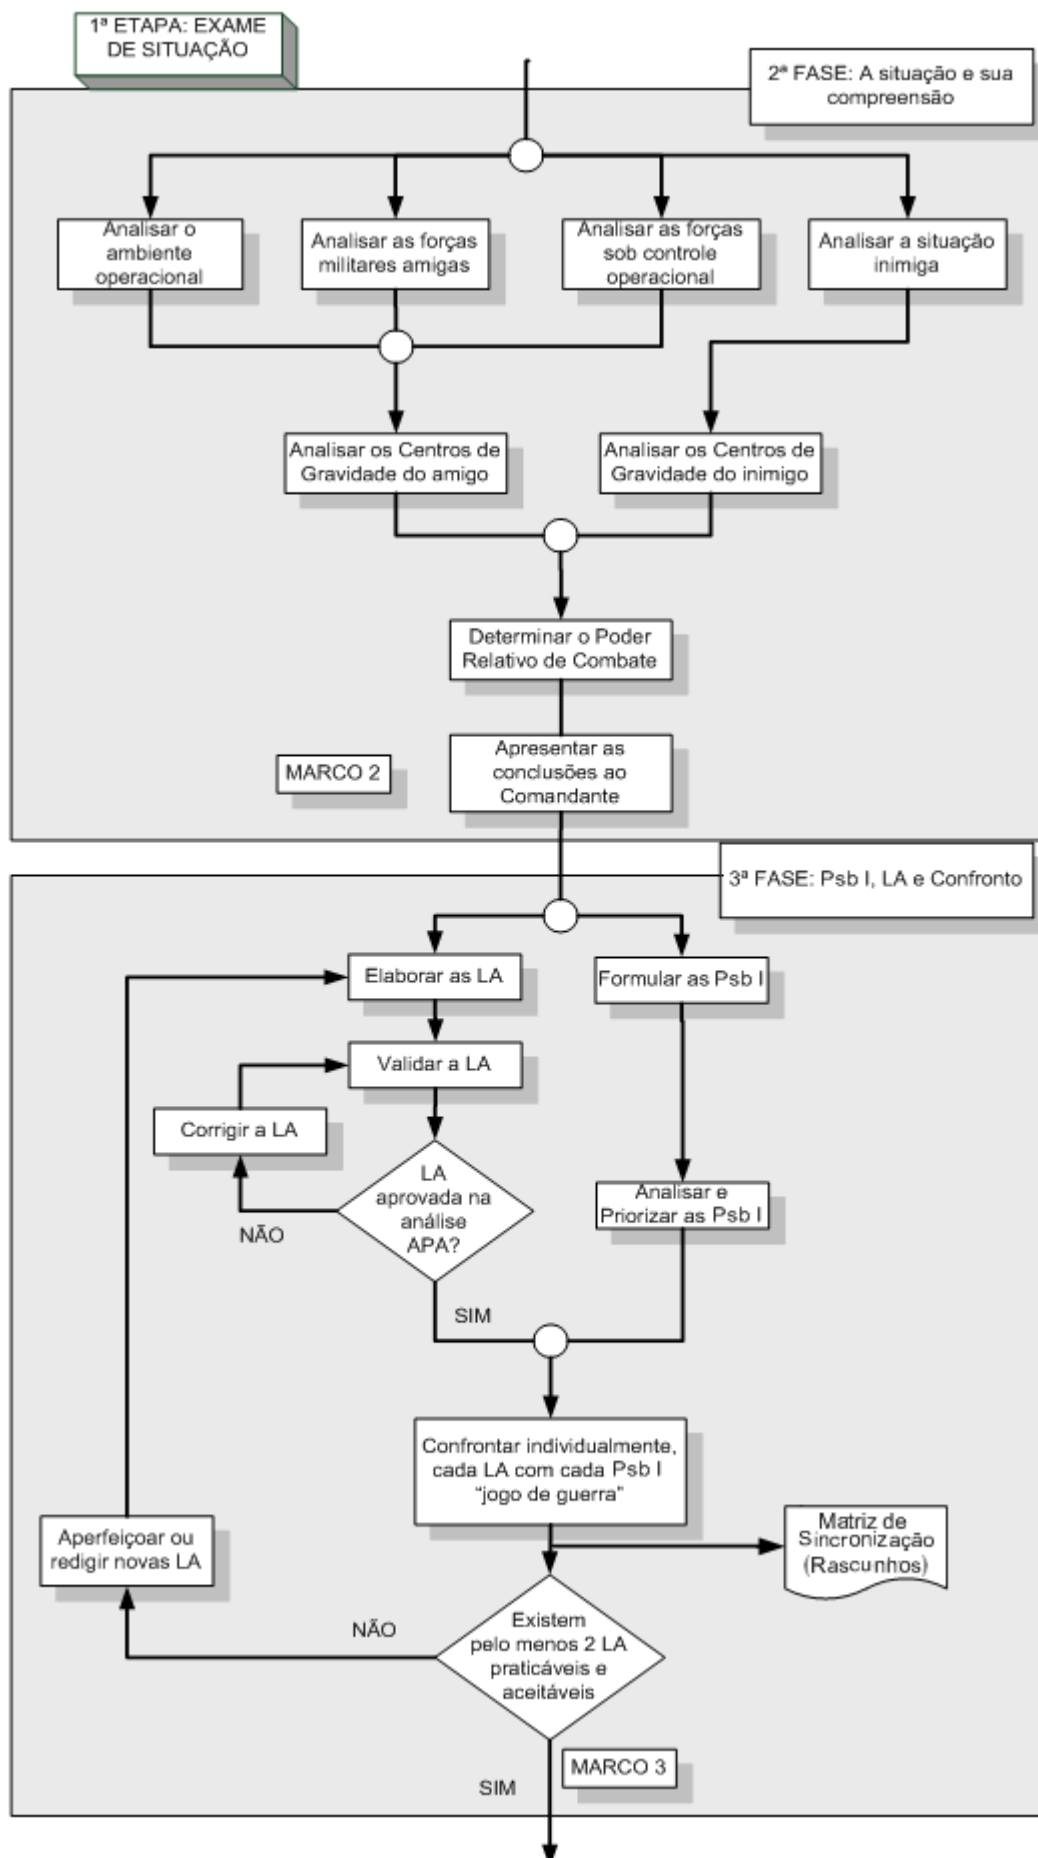 1ª ETAPA: EXAME
DE SITUAÇÃO
2ª FASE: A situação e sua
compreensão
Analisar o
ambiente
operacional
Analisar as forças
militares amigas
Analisar as forças
sob controle
operacional
Analisar a situação
inimiga
Analisar os Centros de
Gravidade do amigo
Analisar os Centros de
Gravidade do inimigo
Determinar o Poder
Relativo de Combate
Apresentar as
conclusões ao
Comandante
MARCO 2
3ª FASE: Psb I, LA e Confronto
Elaborar as LA
Formular as Psb I
Validar a LA
Corrigir a LA
LA
aprovada na
análise
APA?
NÃO
Analisar e
Priorizar as Psb I
SIM
Confrontar individualmente,
cada LA com cada Psb I
“jogo de guerra”
Matriz de
Sincronização
(Rascunhos)
Aperfeiçoar ou
redigir novas LA
NÃO
Existem
pelo menos 2 LA
praticáveis e
aceitáveis
MARCO 3
SIM